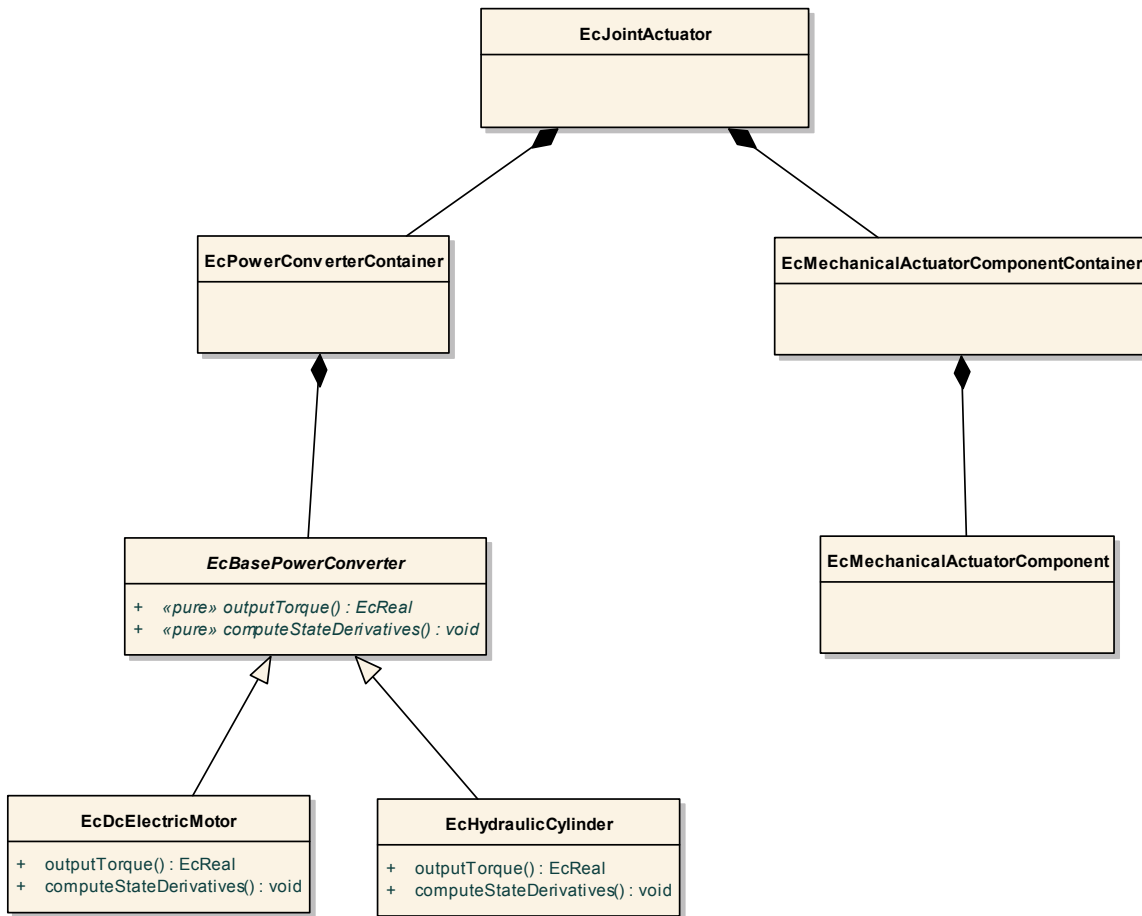 EcJointActuator
EcPowerConverterContainer
EcMechanicalActuatorComponentContainer
EcBasePowerConverter
+ «pure» outputTorque() : EcReal
+ «pure» computeStateDerivatives() : void
EcMechanicalActuatorComponent
EcDcElectricMotor
+ outputTorque() : EcReal
+ computeStateDerivatives() : void
EcHydraulicCylinder
+ outputTorque() : EcReal
+ computeStateDerivatives() : void